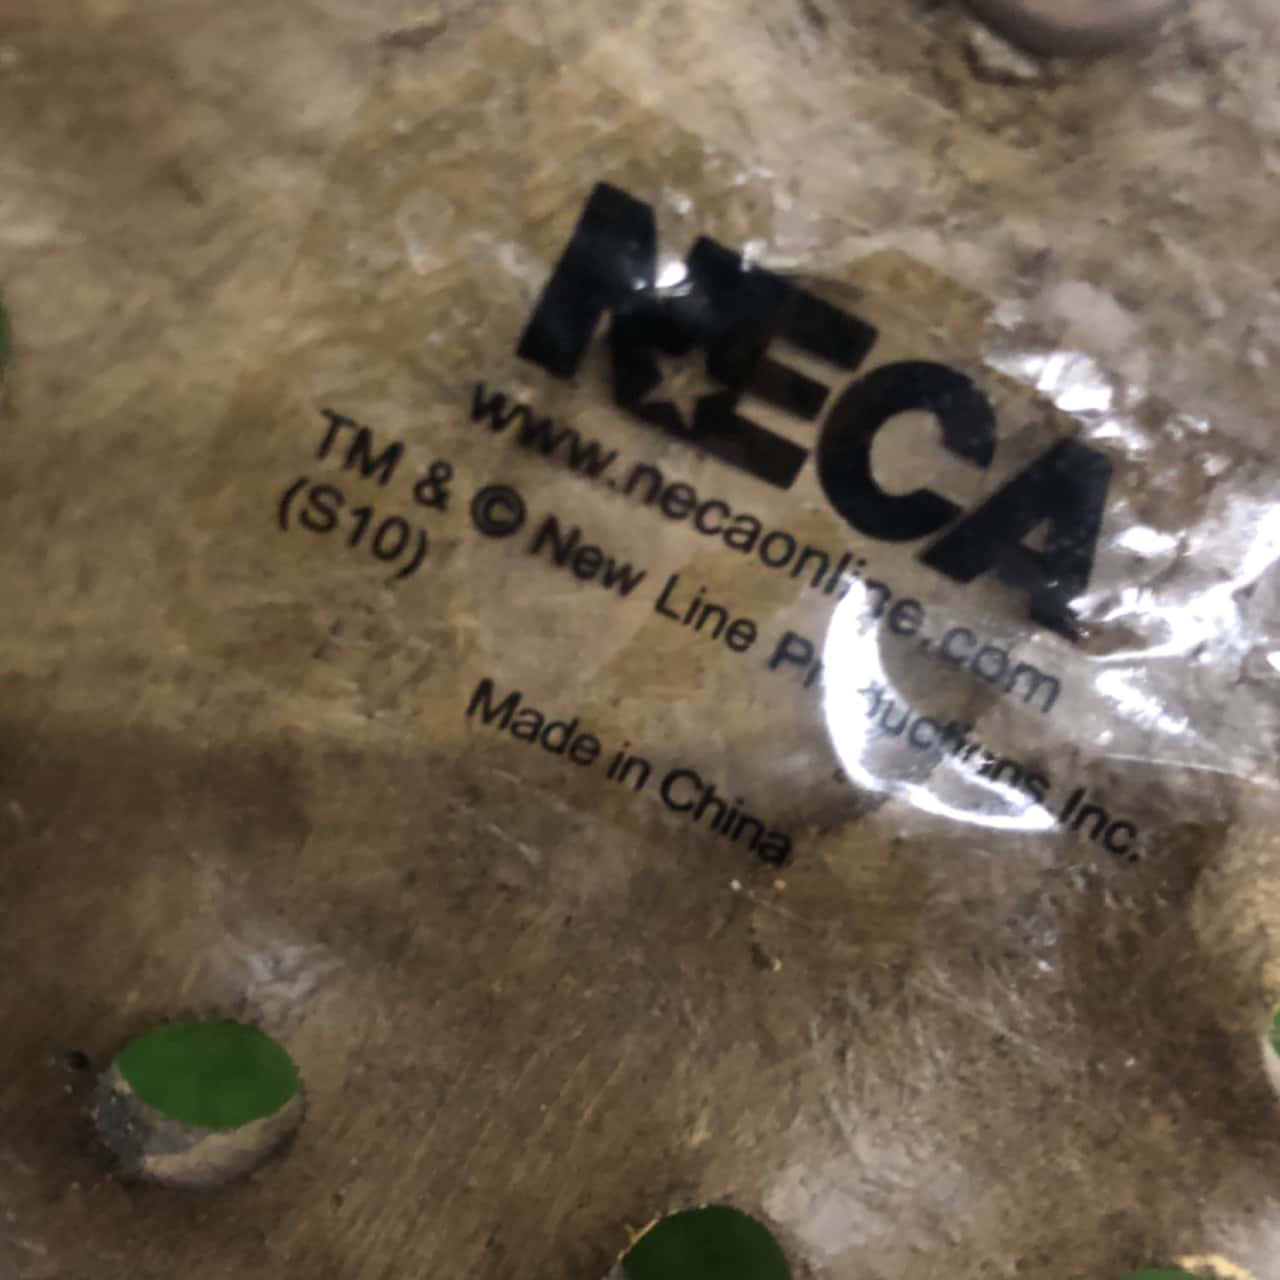 NECA
www.necaonline.com
TM & © New Line Productions, Inc.
(S10)
Made in China